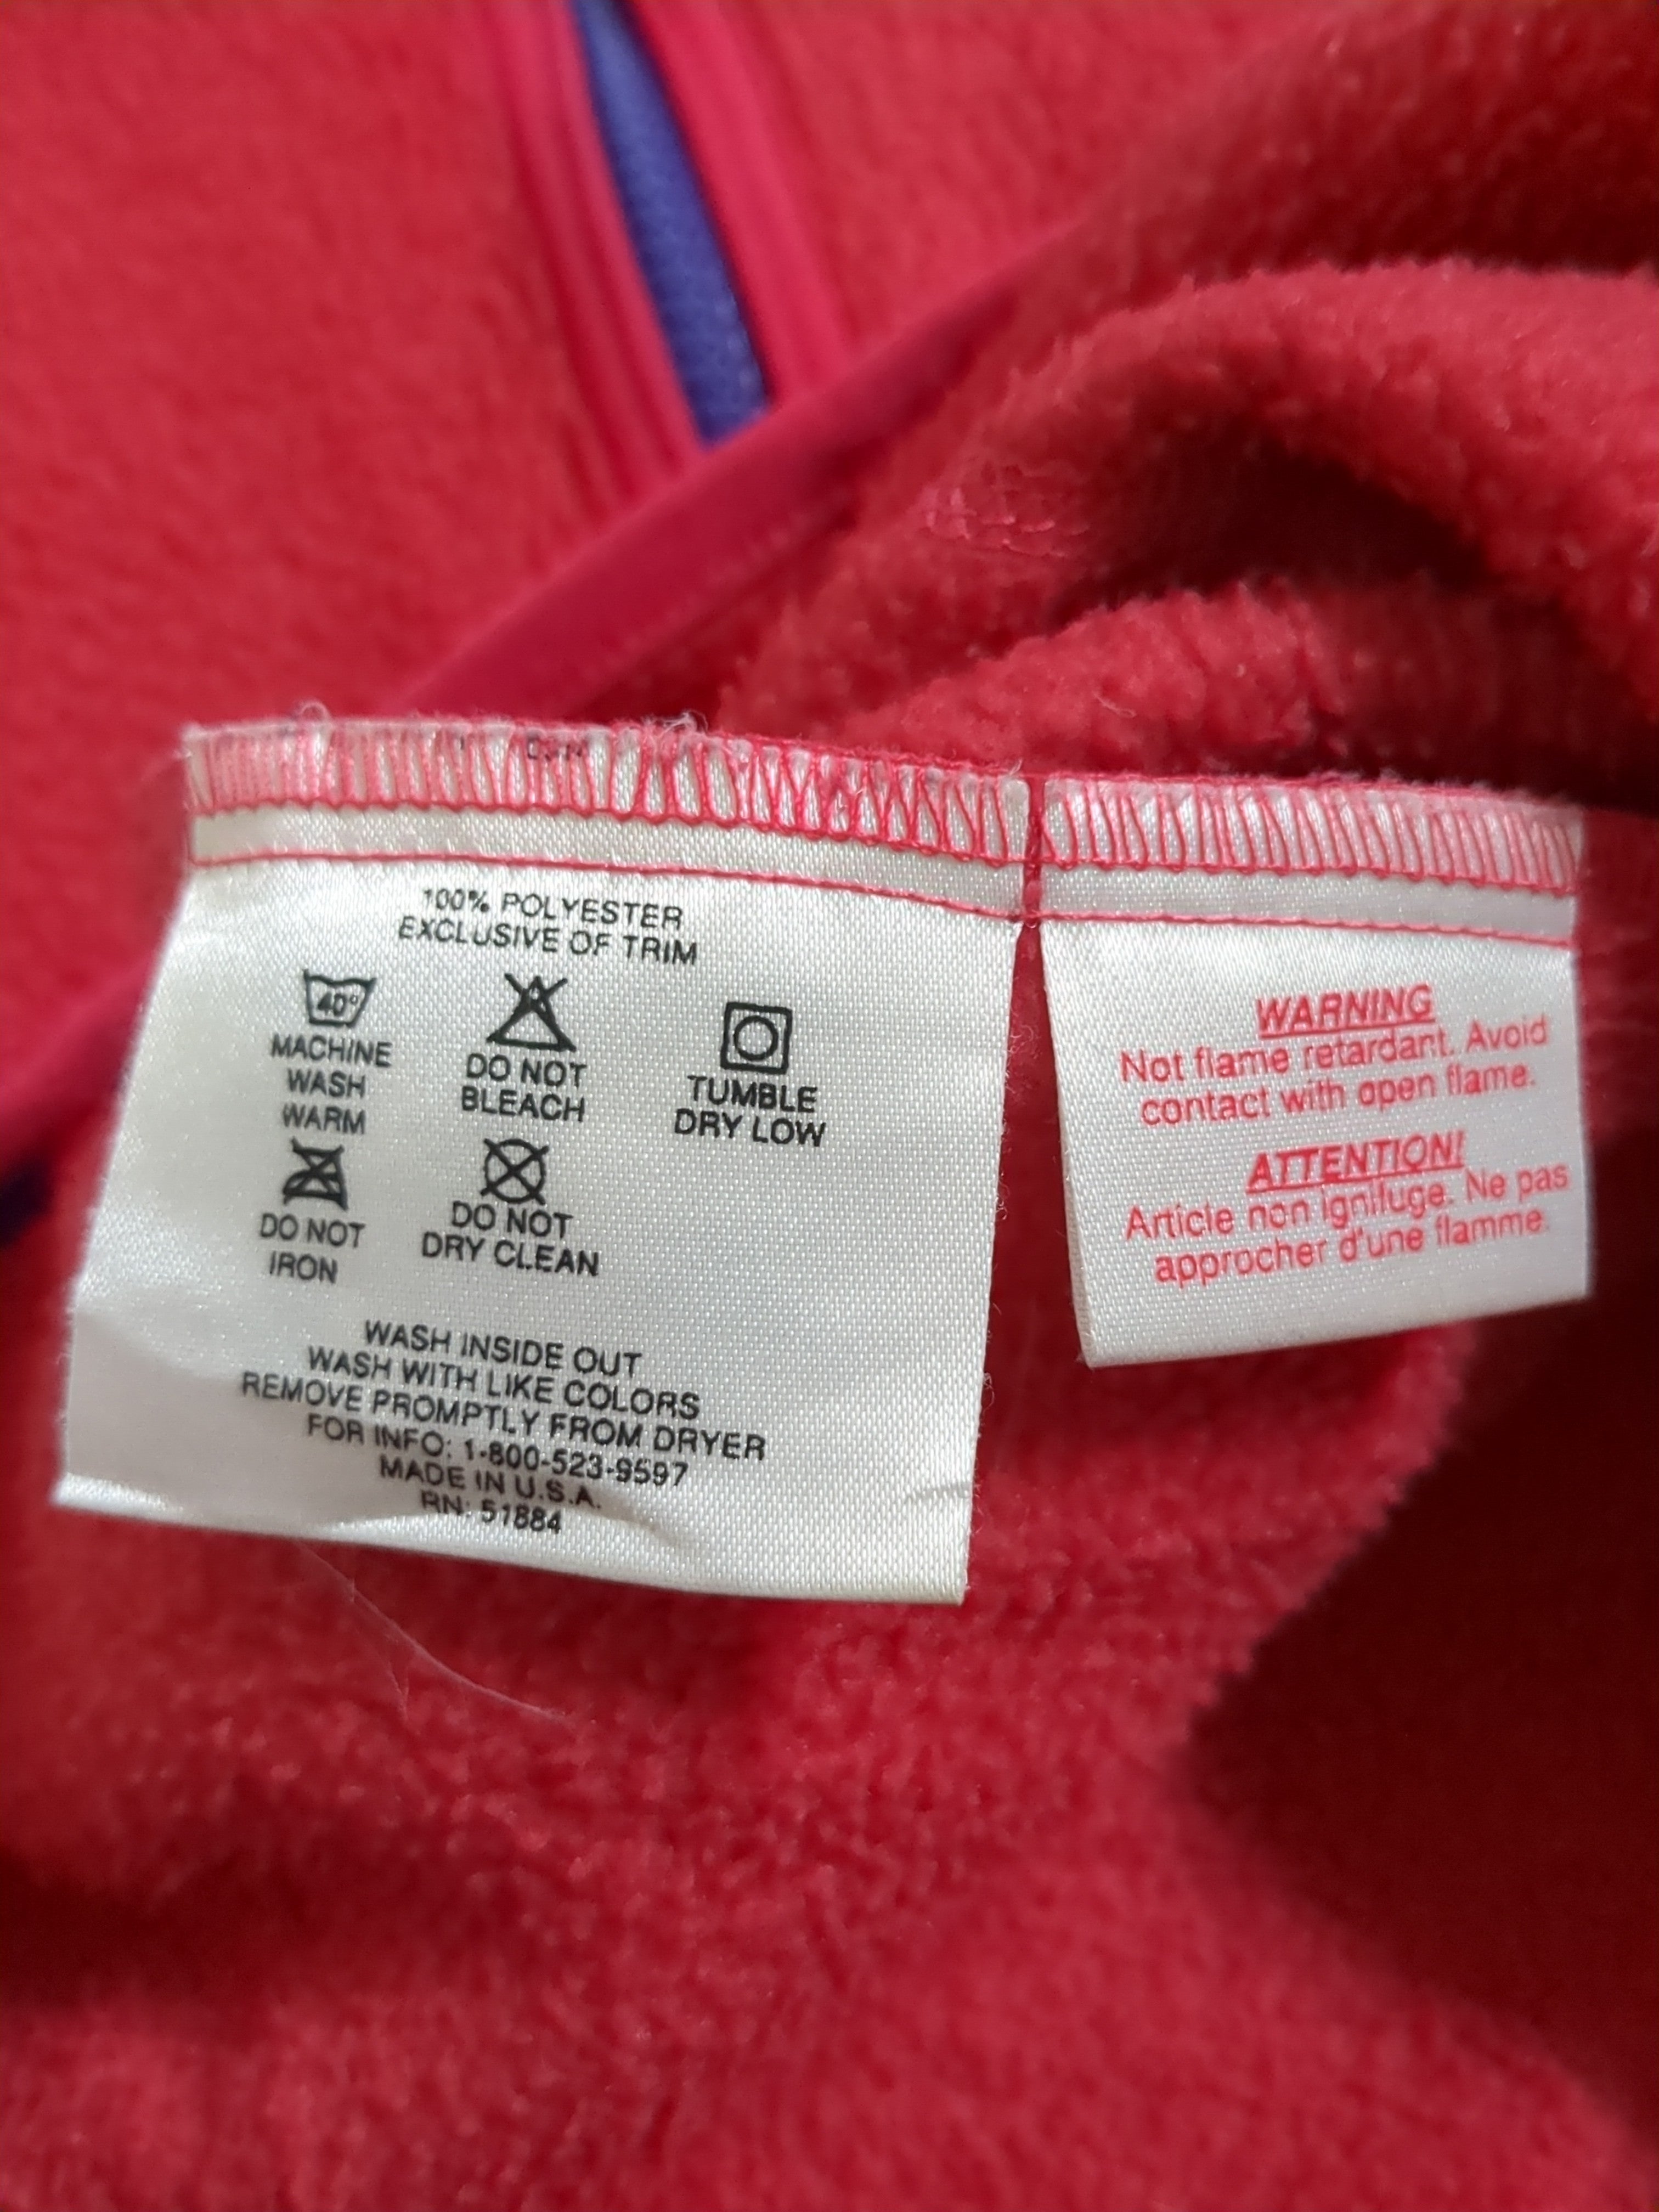 100% POLYESTER
EXCLUSIVE OF TRIM
40°
MACHINE
WASH
WARM
DO NOT
BLEACH
TUMBLE
DRY LOW
DO NOT
IRON
DO NOT
DRY CLEAN
WASH INSIDE OUT
WASH WITH LIKE COLORS
REMOVE PROMPTLY FROM DRYER
FOR INFO: 1-800-523-9597
MADE IN U.S.A.
RN: 51884
WARNING
Not flame retardant. Avoid
contact with open flame.
ATTENTION!
Article non ignifuge. Ne pas
approcher d'une flamme.